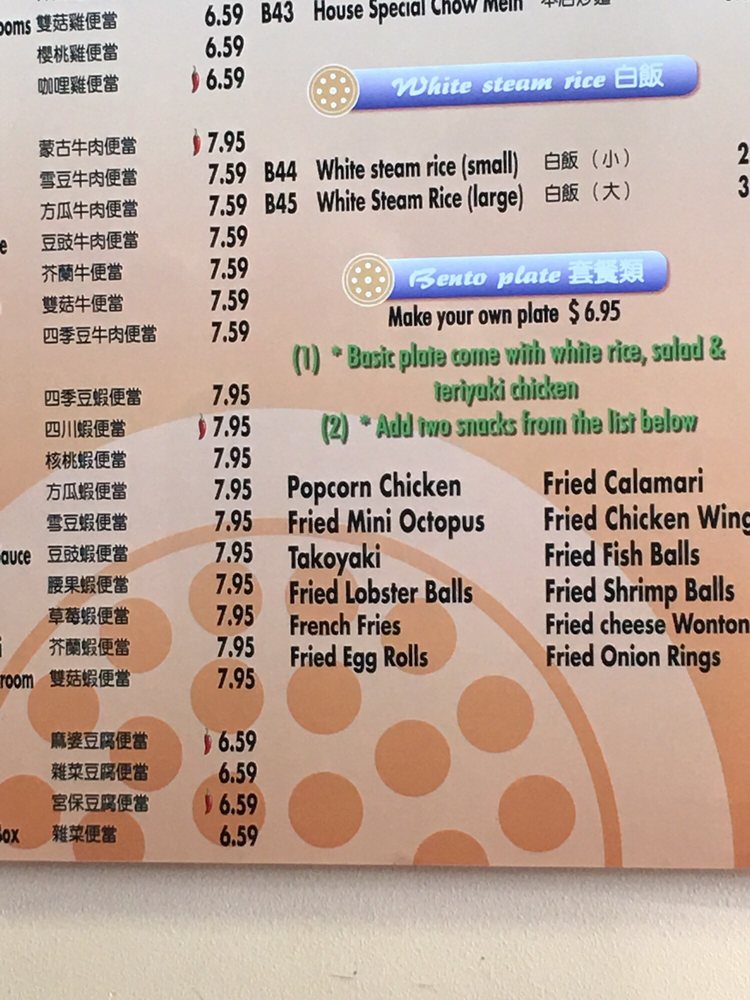 ooms 雙菇雞便當 6.59
櫻桃雞便當 6.59
咖哩雞便當 6.59
蒙古牛肉便當 7.95
雪豆牛肉便當 7.59
方瓜牛肉便當 7.59
e 豆豉牛肉便當 7.59
芥蘭牛便當 7.59
雙菇牛便當 7.59
四季豆牛肉便當 7.59
四季豆蝦便當 7.95
四川蝦便當 7.95
核桃蝦便當 7.95
方瓜蝦便當 7.95
雪豆蝦便當 7.95
auce 豆豉蝦便當 7.95
腰果蝦便當 7.95
草莓蝦便當 7.95
i 芥蘭蝦便當 7.95
room 雙菇蝦便當 7.95
麻婆豆腐便當 6.59
雜菜豆腐便當 6.59
宮保豆腐便當 6.59
Box 雜菜便當 6.59
B43 House Special Chow Mein 本店炒麵
White steam rice 白飯
B44 White steam rice (small) 白飯（小） 2
B45 White Steam Rice (large) 白飯（大） 3
Bento plate 套餐類
Make your own plate $6.95
(1) * Basic plate come with white rice, salad &
teriyaki chicken
(2) * Add two snacks from the list below
Popcorn Chicken
Fried Mini Octopus
Takoyaki
Fried Lobster Balls
French Fries
Fried Egg Rolls
Fried Calamari
Fried Chicken Wing
Fried Fish Balls
Fried Shrimp Balls
Fried cheese Wonton
Fried Onion Rings